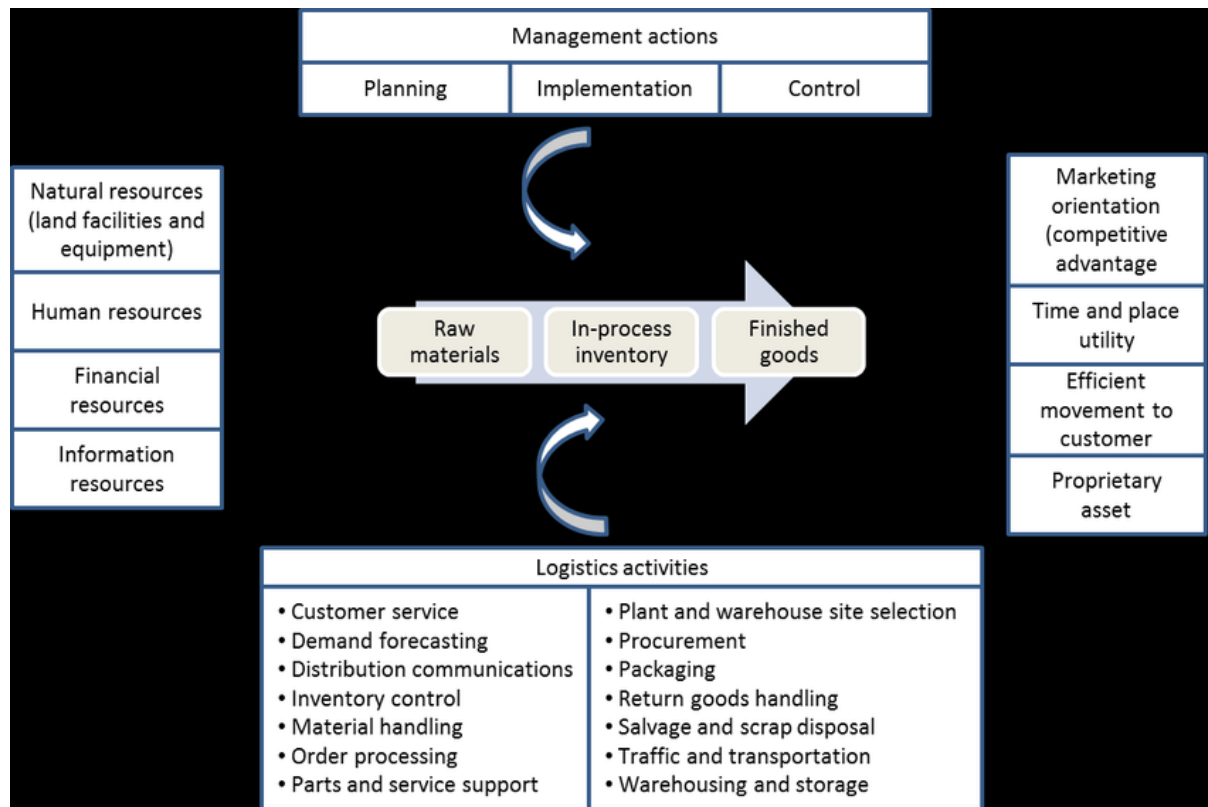 Management actions
Planning
Implementation
Control
Natural resources
(land facilities and
equipment)
Human resources
Financial
resources
Information
resources
Raw
materials
In-process
inventory
Finished
goods
Marketing
orientation
(competitive
advantage
Time and place
utility
Efficient
movement to
customer
Proprietary
asset
Logistics activities
• Customer service
• Demand forecasting
• Distribution communications
• Inventory control
• Material handling
• Order processing
• Parts and service support
• Plant and warehouse site selection
• Procurement
• Packaging
• Return goods handling
• Salvage and scrap disposal
• Traffic and transportation
• Warehousing and storage